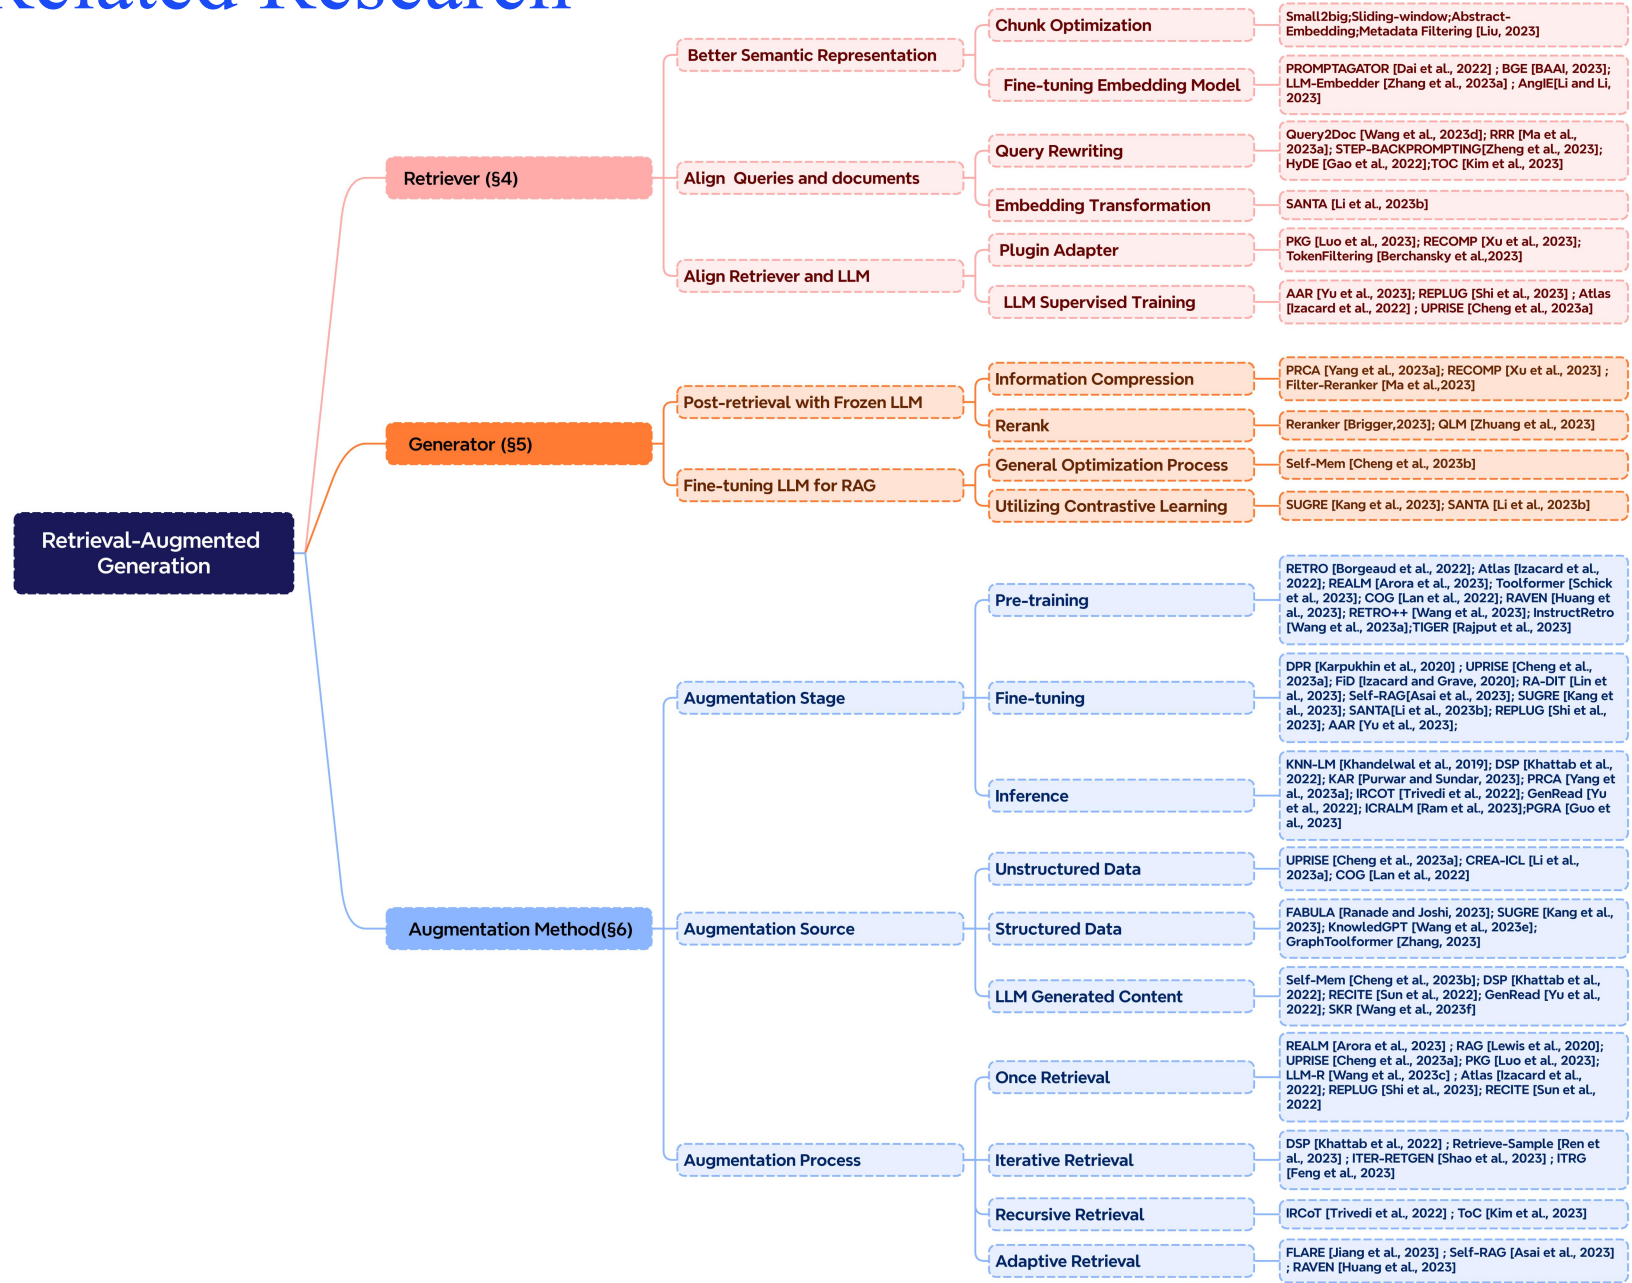 Related Research
Retrieval-Augmented
Generation
Retriever (§4)
Better Semantic Representation
Chunk Optimization
Small2big;Sliding-window;Abstract-
Embedding;Metadata Filtering [Liu, 2023]
Fine-tuning Embedding Model
PROMPTAGATOR [Dai et al., 2022] ; BGE [BAAI, 2023];
LLM-Embedder [Zhang et al., 2023a] ; AnglE[Li and Li,
2023]
Align  Queries and documents
Query Rewriting
Query2Doc [Wang et al., 2023d]; RRR [Ma et al.,
2023a]; STEP-BACKPROMPTING[Zheng et al., 2023];
HyDE [Gao et al., 2022];TOC [Kim et al., 2023]
Embedding Transformation
SANTA [Li et al., 2023b]
Align Retriever and LLM
Plugin Adapter
PKG [Luo et al., 2023]; RECOMP [Xu et al., 2023];
TokenFiltering [Berchansky et al.,2023]
LLM Supervised Training
AAR [Yu et al., 2023]; REPLUG [Shi et al., 2023] ; Atlas
[Izacard et al., 2022] ; UPRISE [Cheng et al., 2023a]
Generator (§5)
Post-retrieval with Frozen LLM
Information Compression
PRCA [Yang et al., 2023a]; RECOMP [Xu et al., 2023] ;
Filter-Reranker [Ma et al.,2023]
Rerank
Reranker [Brigger,2023]; QLM [Zhuang et al., 2023]
Fine-tuning LLM for RAG
General Optimization Process
Self-Mem [Cheng et al., 2023b]
Utilizing Contrastive Learning
SUGRE [Kang et al., 2023]; SANTA [Li et al., 2023b]
Augmentation Method(§6)
Augmentation Stage
Pre-training
RETRO [Borgeaud et al., 2022]; Atlas [Izacard et al.,
2022]; REALM [Arora et al., 2023]; Toolformer [Schick
et al., 2023]; COG [Lan et al., 2022]; RAVEN [Huang et
al., 2023]; RETRO++ [Wang et al., 2023]; InstructRetro
[Wang et al., 2023a];TIGER [Rajput et al., 2023]
Fine-tuning
DPR [Karpukhin et al., 2020] ; UPRISE [Cheng et al.,
2023a]; FiD [Izacard and Grave, 2020]; RA-DIT [Lin et
al., 2023]; Self-RAG[Asai et al., 2023]; SUGRE [Kang et
al., 2023]; SANTA[Li et al., 2023b]; REPLUG [Shi et al.,
2023]; AAR [Yu et al., 2023];
Inference
KNN-LM [Khandelwal et al., 2019]; DSP [Khattab et al.,
2022]; KAR [Purwar and Sundar, 2023]; PRCA [Yang et
al., 2023a]; IRCOT [Trivedi et al., 2022]; GenRead [Yu
et al., 2022]; ICRALM [Ram et al., 2023];PGRA [Guo et
al., 2023]
Augmentation Source
Unstructured Data
UPRISE [Cheng et al., 2023a]; CREA-ICL [Li et al.,
2023a]; COG [Lan et al., 2022]
Structured Data
FABULA [Ranade and Joshi, 2023]; SUGRE [Kang et al.,
2023]; KnowledGPT [Wang et al., 2023e];
GraphToolformer [Zhang, 2023]
LLM Generated Content
Self-Mem [Cheng et al., 2023b]; DSP [Khattab et al.,
2022]; RECITE [Sun et al., 2022]; GenRead [Yu et al.,
2022]; SKR [Wang et al., 2023f]
Augmentation Process
Once Retrieval
REALM [Arora et al., 2023] ; RAG [Lewis et al., 2020];
UPRISE [Cheng et al., 2023a]; PKG [Luo et al., 2023];
LLM-R [Wang et al., 2023c] ; Atlas [Izacard et al.,
2022]; REPLUG [Shi et al., 2023]; RECITE [Sun et al.,
2022]
Iterative Retrieval
DSP [Khattab et al., 2022] ; Retrieve-Sample [Ren et
al., 2023] ; ITER-RETGEN [Shao et al., 2023] ; ITRG
[Feng et al., 2023]
Recursive Retrieval
IRCoT [Trivedi et al., 2022] ; ToC [Kim et al., 2023]
Adaptive Retrieval
FLARE [Jiang et al., 2023] ; Self-RAG [Asai et al., 2023]
; RAVEN [Huang et al., 2023]